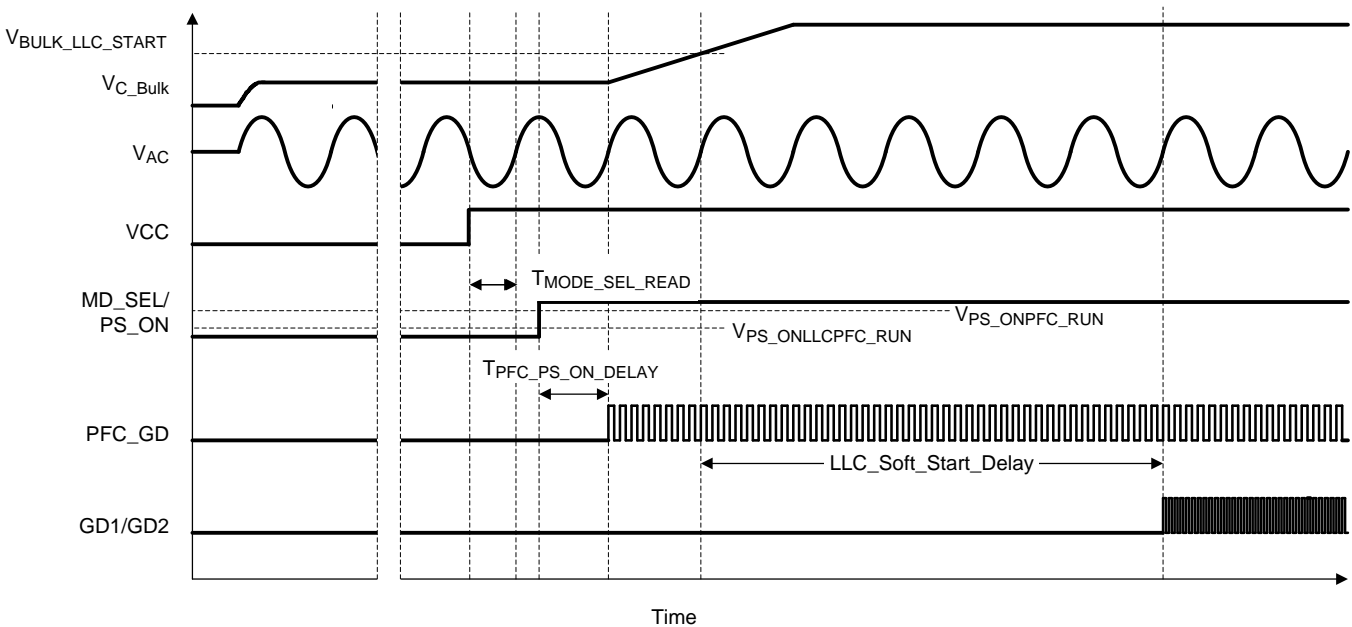 VBULK_LLC_START
VC_Bulk
VAC
VCC
TMODE_SEL_READ
MD_SEL/
PS_ON
VPS_ONPFC_RUN
VPS_ONLLCPFC_RUN
TPFC_PS_ON_DELAY
PFC_GD
LLC_Soft_Start_Delay
GD1/GD2
Time